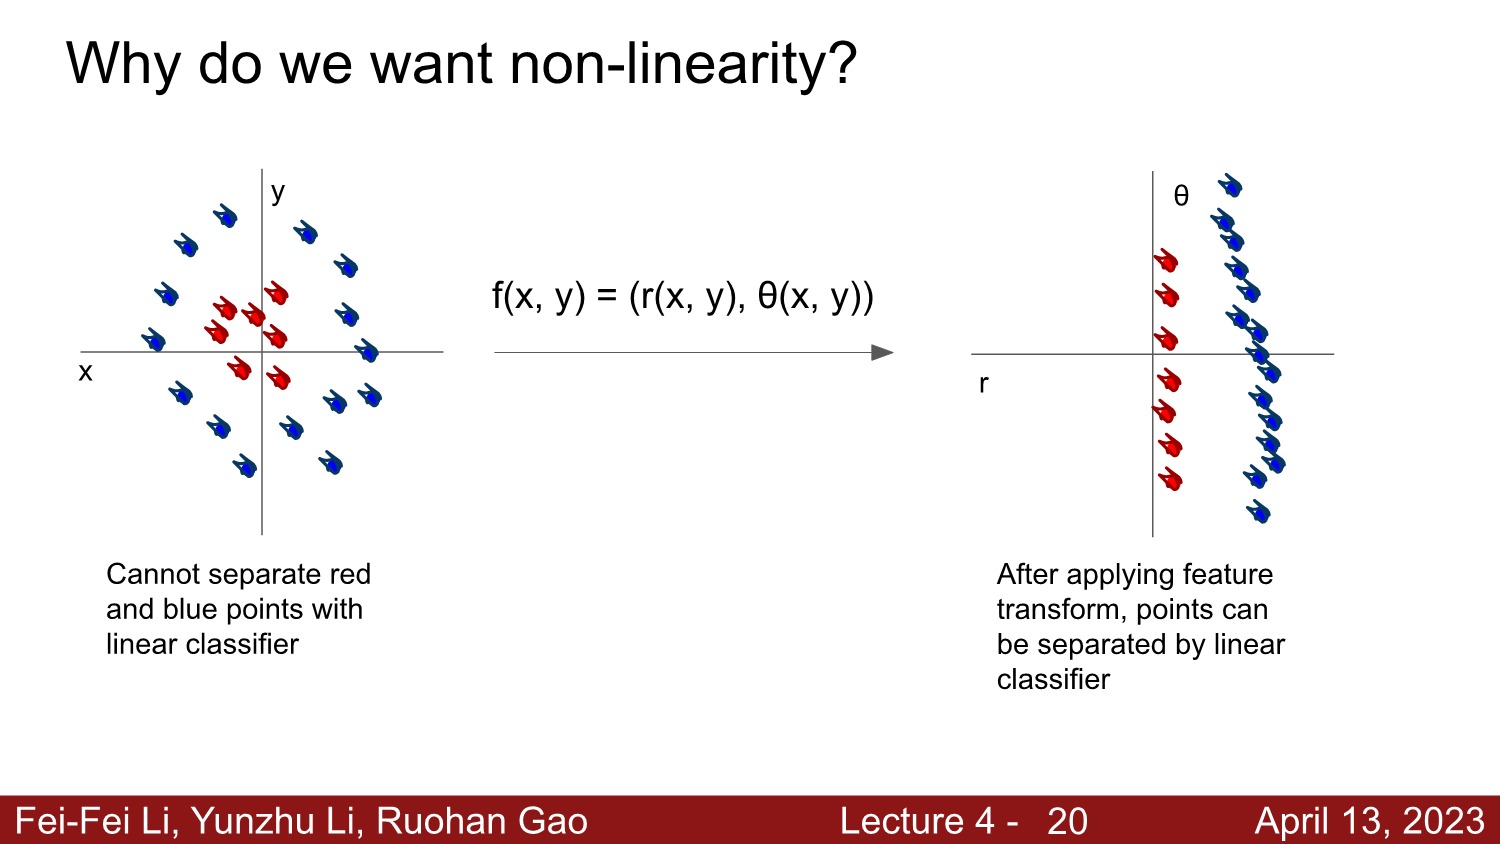 Why do we want non-linearity?
y
x
f(x, y) = (r(x, y), θ(x, y))
θ
r
Cannot separate red
and blue points with
linear classifier
After applying feature
transform, points can
be separated by linear
classifier
Fei-Fei Li, Yunzhu Li, Ruohan Gao Lecture 4 - 20 April 13, 2023